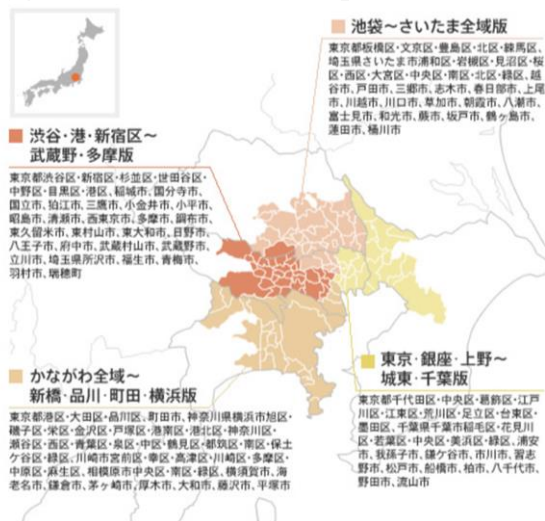 池袋～さいたま全域版
東京都板橋区・文京区・豊島区・北区・練馬区、
埼玉県さいたま市浦和区・岩槻区・見沼区・桜
区・西区・大宮区・中央区・南区・北区・緑区、越
谷市、戸田市、三郷市、志木市、春日部市、上尾
市、川越市、川口市、草加市、朝霞市、八潮市、
富士見市、和光市、蕨市、坂戸市、鶴ヶ島市、
蓮田市、桶川市
渋谷・港・新宿区～
武蔵野・多摩版
東京都渋谷区・新宿区・杉並区・世田谷区・
中野区・目黒区・港区、稲城市、国分寺市、
国立市、狛江市、三鷹市、小金井市、小平市、
昭島市、清瀬市、西東京市、多摩市、調布市、
東久留米市、東村山市、東大和市、日野市、
八王子市、府中市、武蔵村山市、武蔵野市、
立川市、埼玉県所沢市、福生市、青梅市、
羽村市、瑞穂町
かながわ全域～
新橋・品川・町田・横浜版
東京都港区・大田区・品川区、町田市、神奈川県横浜市旭区・
磯子区・栄区・金沢区・戸塚区・港南区・港北区・神奈川区・
瀬谷区・西区・青葉区・泉区・中区・鶴見区・都筑区・南区・保土
ケ谷区・緑区、川崎市宮前区・幸区・高津区・川崎区・多摩区・
中原区・麻生区、相模原市中央区・南区・緑区、横須賀市、海
老名市、鎌倉市、茅ヶ崎市、厚木市、大和市、藤沢市、平塚市
東京・銀座・上野～
城東・千葉版
東京都千代田区・中央区・葛飾区・江戸
川区・江東区・荒川区・足立区・台東区・
墨田区、千葉県千葉市稲毛区・花見川
区・若葉区・中央区・美浜区・緑区、浦安
市、我孫子市、鎌ケ谷市、市川市、習志
野市、松戸市、船橋市、柏市、八千代市、
野田市、流山市